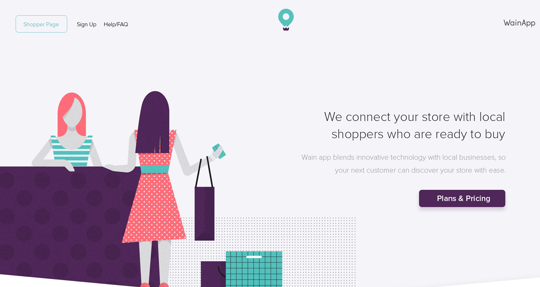 Shopper Page
Sign Up
Help/FAQ
WainApp
We connect your store with local
shoppers who are ready to buy
Wain app blends innovative technology with local businesses, so
your next customer can discover your store with ease.
Plans & Pricing